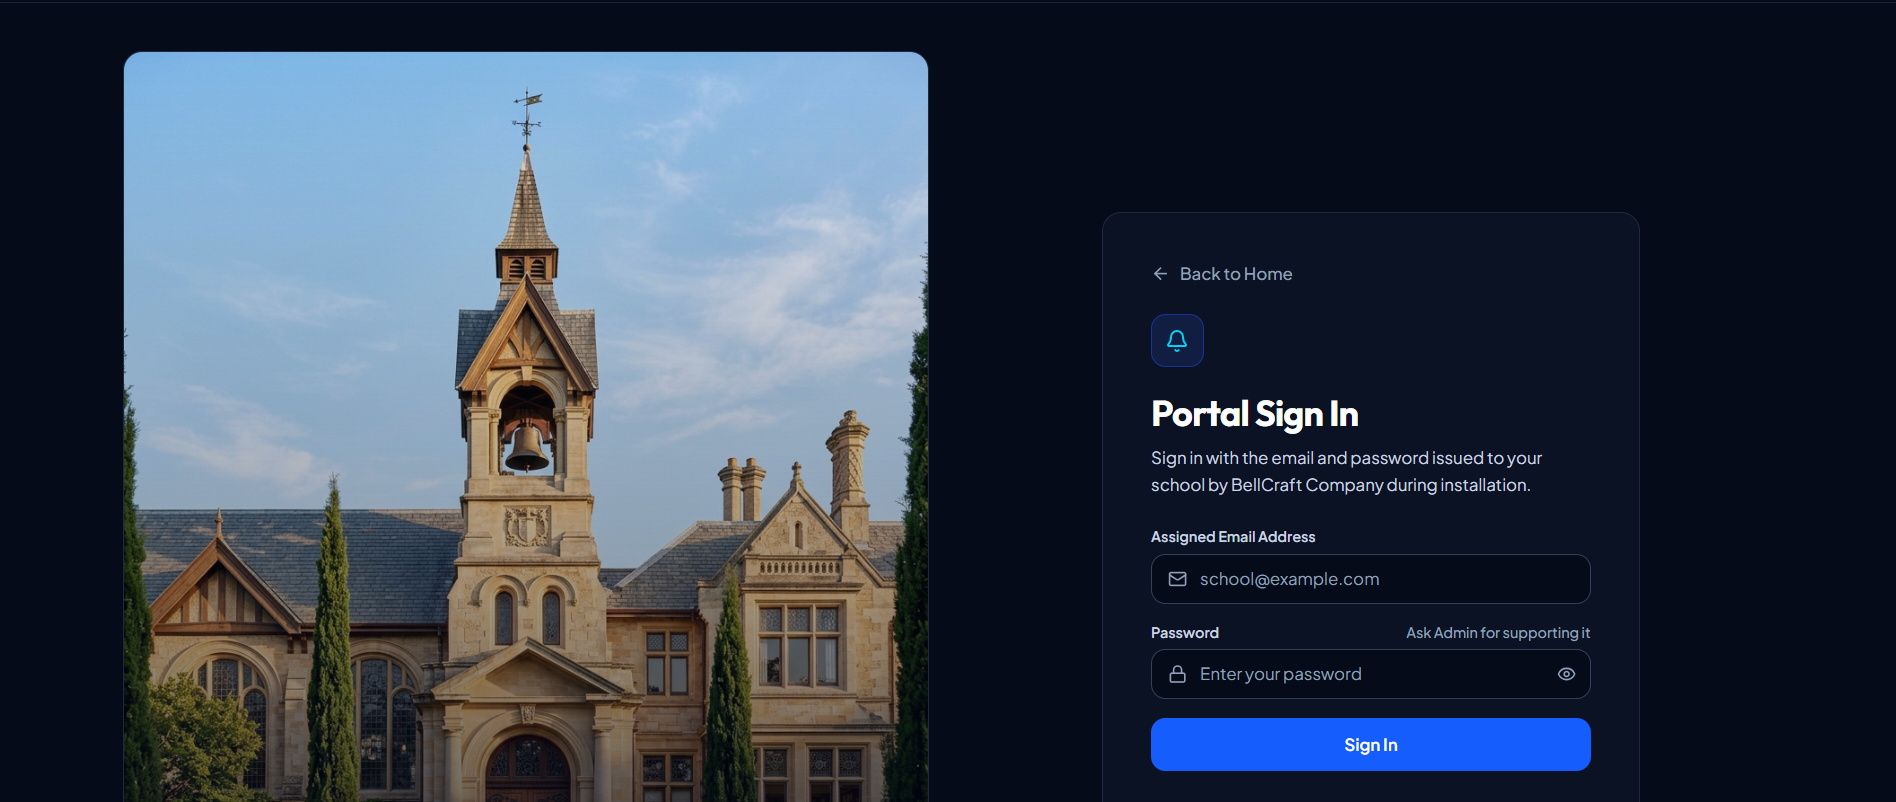 Back to Home
Portal Sign In
Sign in with the email and password issued to your
school by BellCraft Company during installation.
Assigned Email Address
school@example.com
Password
Ask Admin for supporting it
Enter your password
Sign In